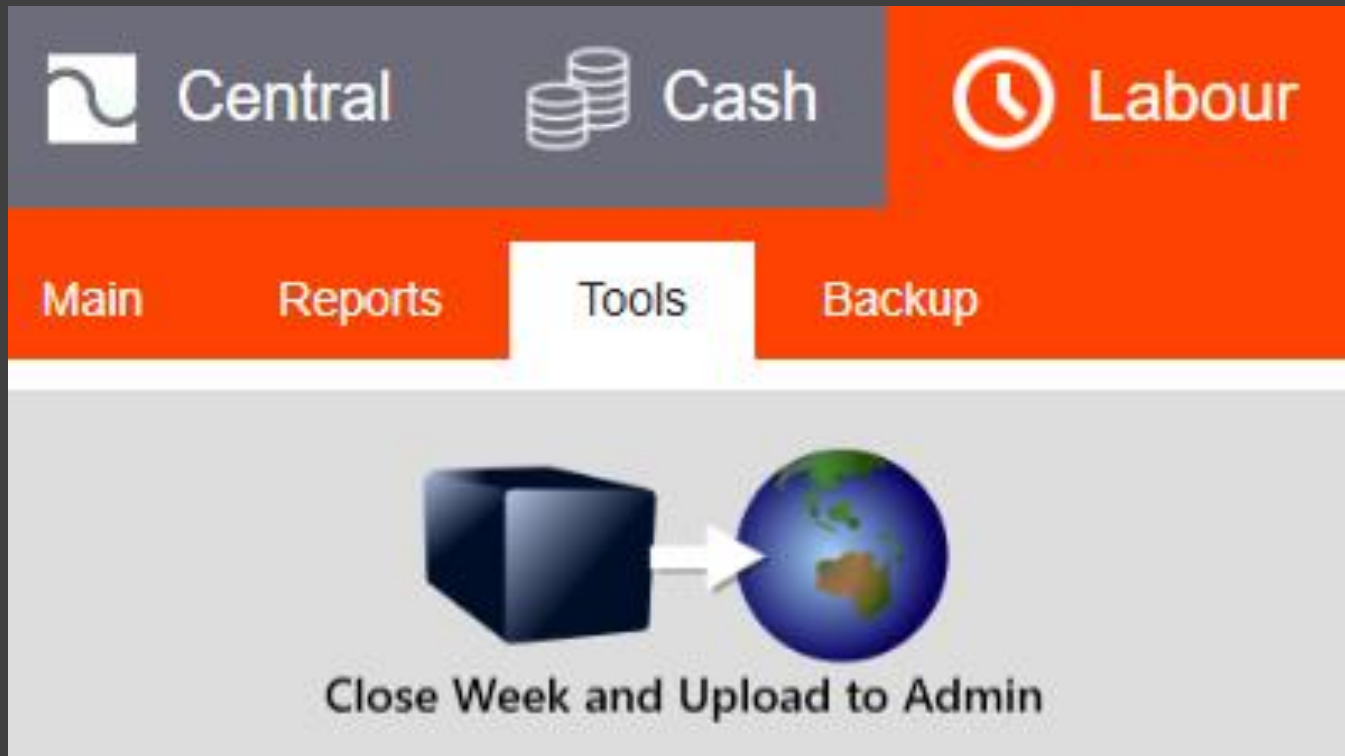 Central Cash Labour
Main Reports Tools Backup
Close Week and Upload to Admin